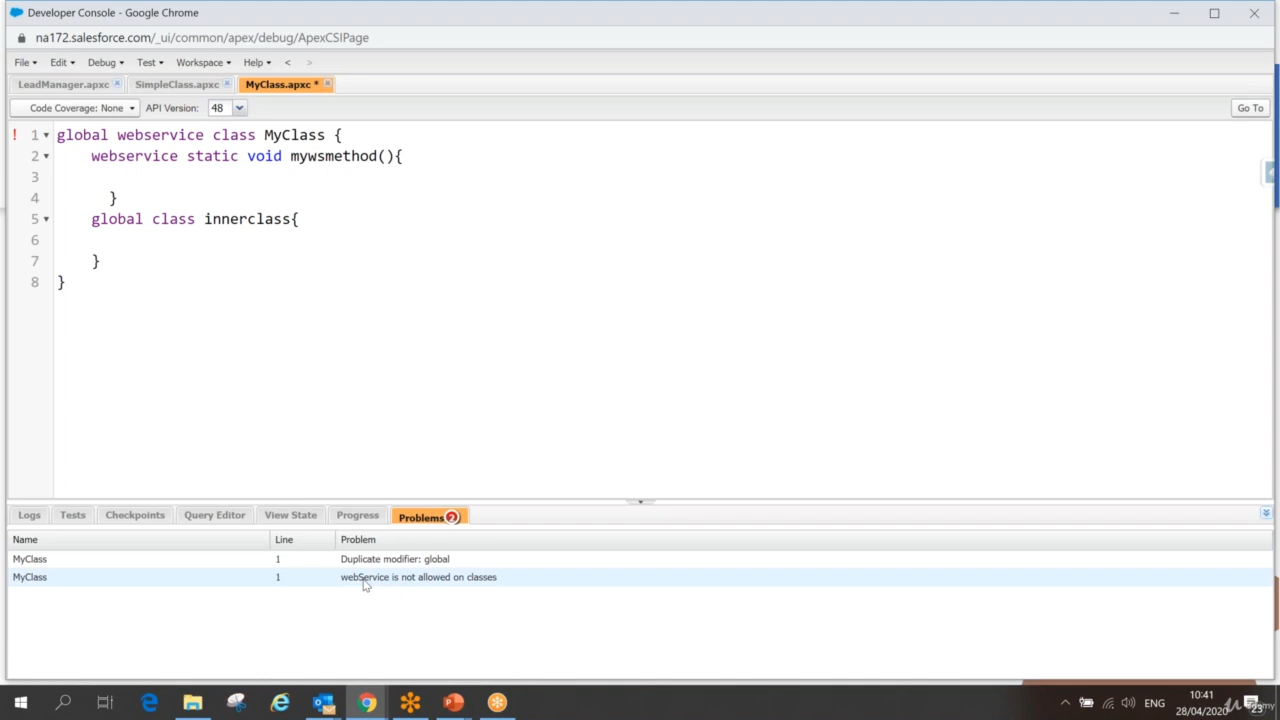 Developer Console - Google Chrome
na172.salesforce.com/_ui/common/apex/debug/ApexCSIPage
File Edit Debug Test Workspace Help < >
LeadManager.apxc SimpleClass.apxc MyClass.apxc *
Code Coverage: None API Version: 48 Go To
! 1 global webservice class MyClass {
2 webservice static void mywsmethod(){
3
4 }
5 global class innerclass{
6
7 }
8 }
Logs Tests Checkpoints Query Editor View State Progress Problems 2
Name Line Problem
MyClass 1 Duplicate modifier: global
MyClass 1 webService is not allowed on classes
ENG 10:41
28/04/2020 23
Udemy